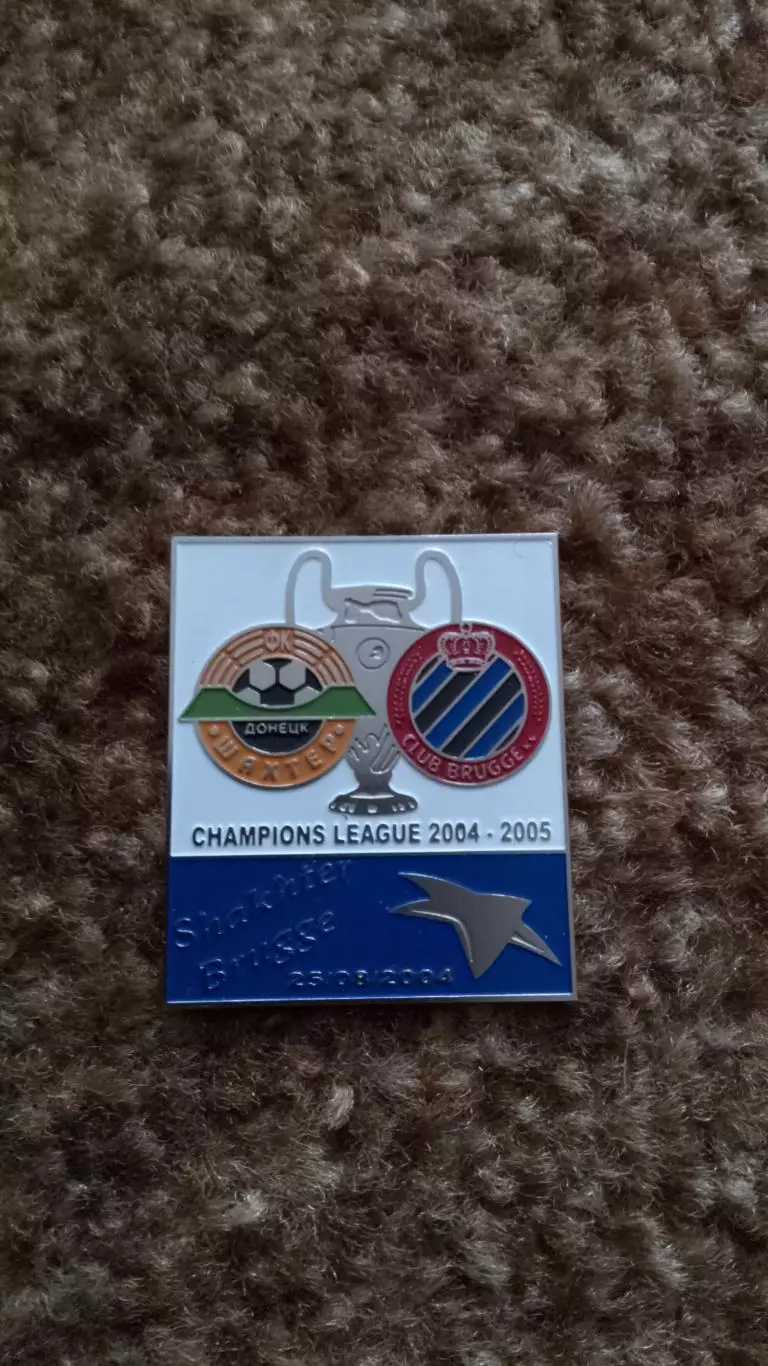 ФК
ДОНЕЦК
ШАХТЕР
CLUB BRUGGE K.V
CHAMPIONS LEAGUE 2004 - 2005
Shakhter
Brugge
25/08/2004